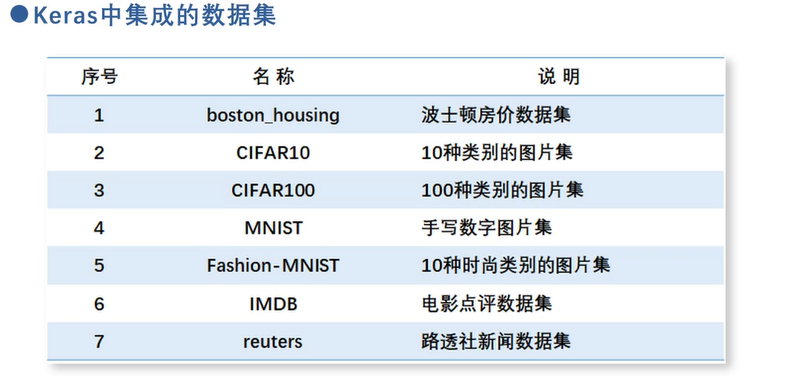 ●Keras中集成的数据集
序号 名 称 说 明
1 boston_housing 波士顿房价数据集
2 CIFAR10 10种类别的图片集
3 CIFAR100 100种类别的图片集
4 MNIST 手写数字图片集
5 Fashion-MNIST 10种时尚类别的图片集
6 IMDB 电影点评数据集
7 reuters 路透社新闻数据集